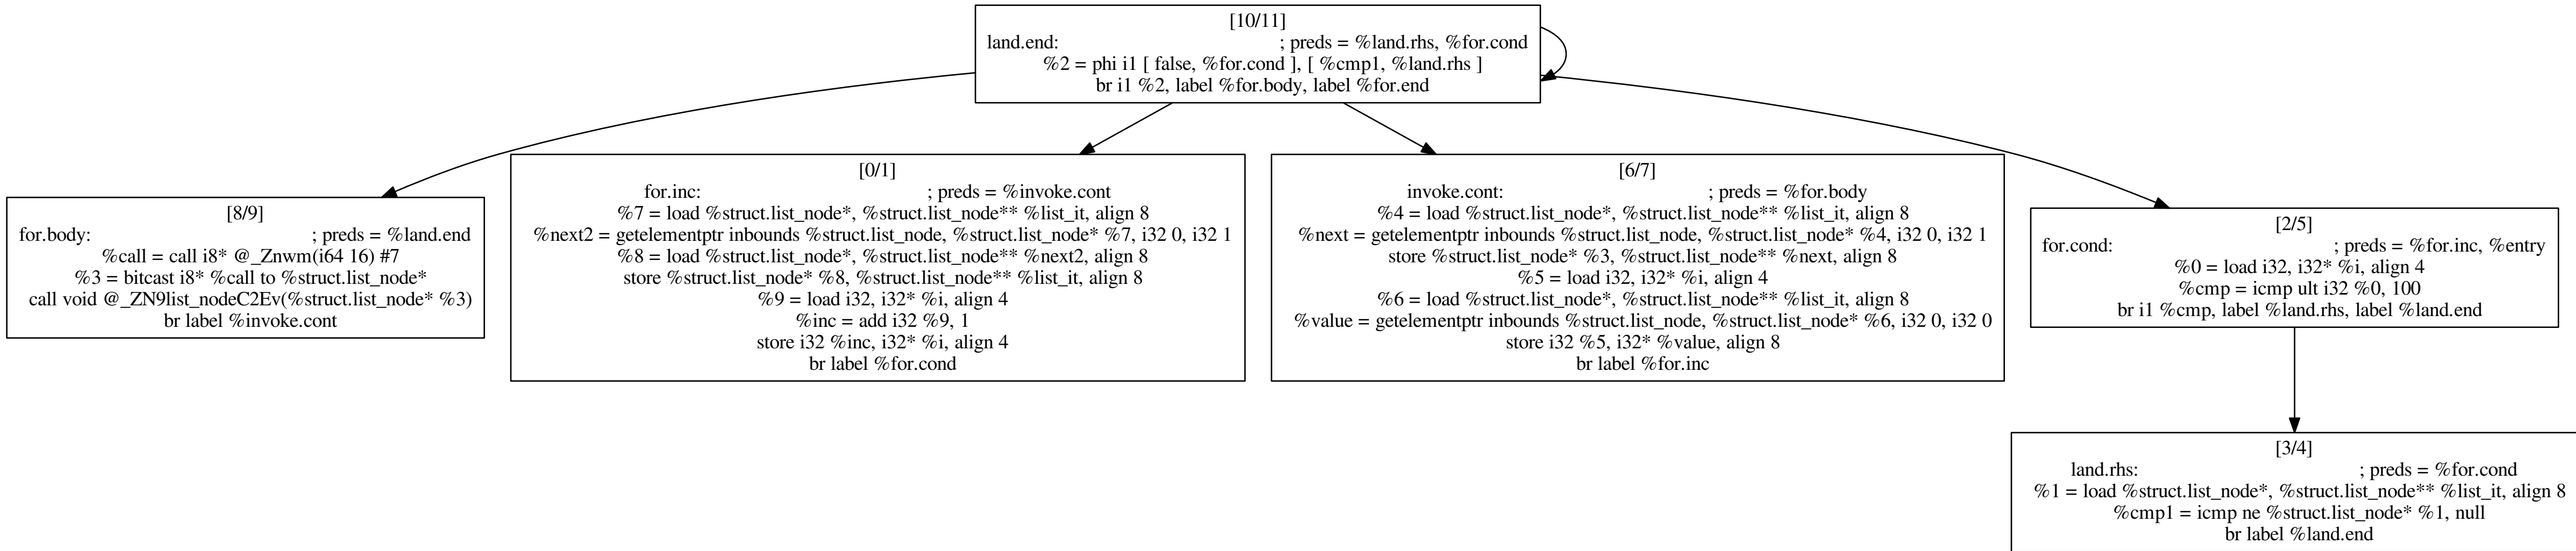 [10/11]
land.end: ; preds = %land.rhs, %for.cond
%2 = phi i1 [ false, %for.cond ], [ %cmp1, %land.rhs ]
br i1 %2, label %for.body, label %for.end
[8/9]
for.body: ; preds = %land.end
%call = call i8* @_Znwm(i64 16) #7
%3 = bitcast i8* %call to %struct.list_node*
call void @_ZN9list_nodeC2Ev(%struct.list_node* %3)
br label %invoke.cont
[0/1]
for.inc: ; preds = %invoke.cont
%7 = load %struct.list_node*, %struct.list_node** %list_it, align 8
%next2 = getelementptr inbounds %struct.list_node, %struct.list_node* %7, i32 0, i32 1
%8 = load %struct.list_node*, %struct.list_node** %next2, align 8
store %struct.list_node* %8, %struct.list_node** %list_it, align 8
%9 = load i32, i32* %i, align 4
%inc = add i32 %9, 1
store i32 %inc, i32* %i, align 4
br label %for.cond
[6/7]
invoke.cont: ; preds = %for.body
%4 = load %struct.list_node*, %struct.list_node** %list_it, align 8
%next = getelementptr inbounds %struct.list_node, %struct.list_node* %4, i32 0, i32 1
store %struct.list_node* %3, %struct.list_node** %next, align 8
%5 = load i32, i32* %i, align 4
%6 = load %struct.list_node*, %struct.list_node** %list_it, align 8
%value = getelementptr inbounds %struct.list_node, %struct.list_node* %6, i32 0, i32 0
store i32 %5, i32* %value, align 8
br label %for.inc
[2/5]
for.cond: ; preds = %for.inc, %entry
%0 = load i32, i32* %i, align 4
%cmp = icmp ult i32 %0, 100
br i1 %cmp, label %land.rhs, label %land.end
[3/4]
land.rhs: ; preds = %for.cond
%1 = load %struct.list_node*, %struct.list_node** %list_it, align 8
%cmp1 = icmp ne %struct.list_node* %1, null
br label %land.end